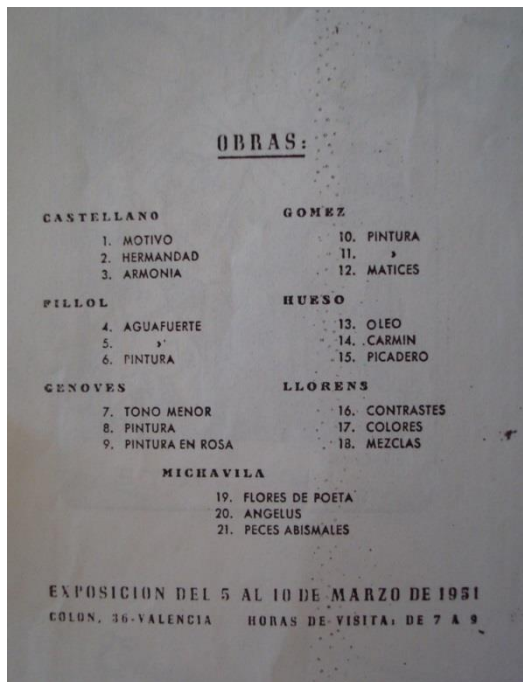 OBRAS:
CASTELLANO
1. MOTIVO
2. HERMANDAD
3. ARMONIA
FILLOL
4. AGUAFUERTE
5. »
6. PINTURA
GENOVES
7. TONO MENOR
8. PINTURA
9. PINTURA EN ROSA
GOMEZ
10. PINTURA
11. »
12. MATICES
HUESO
13. OLEO
14. CARMIN
15. PICADERO
LLORENS
16. CONTRASTES
17. COLORES
18. MEZCLAS
MICHAVILA
19. FLORES DE POETA
20. ANGELUS
21. PECES ABISMALES
EXPOSICION DEL 5 AL 10 DE MARZO DE 1951
COLON, 36-VALENCIA HORAS DE VISITA: DE 7 A 9